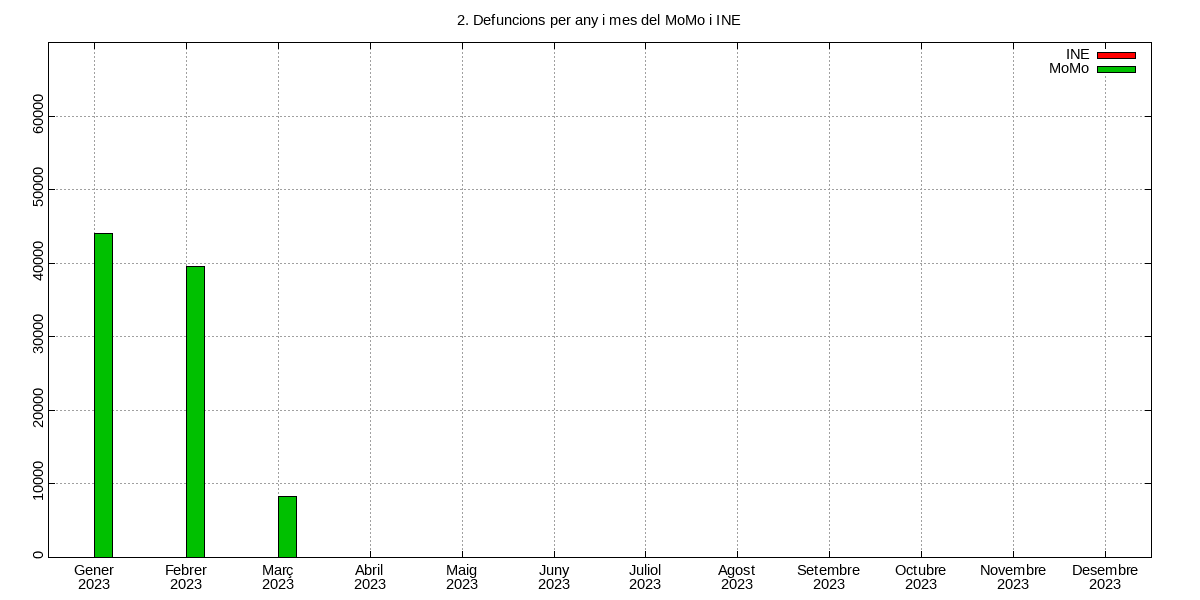 2. Defuncions per any i mes del MoMo i INE
INE
MoMo
60000
50000
40000
30000
20000
10000
0
Gener Febrer Març Abril Maig Juny Juliol Agost Setembre Octubre Novembre Desembre
2023 2023 2023 2023 2023 2023 2023 2023 2023 2023 2023 2023